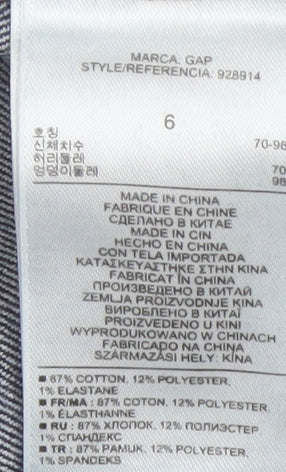 MARCA: GAP
STYLE/REFERENCIA: 928914
6
호칭
신체치수 70-98
허리둘레 70
엉덩이둘레 98
MADE IN CHINA
FABRIQUE EN CHINE
СДЕЛАНО В КИТАЕ
MADE IN CIN
HECHO EN CHINA
CON TELA IMPORTADA
ΚΑΤΑΣΚΕΥΑΣΤΗΚΕ ΣΤΗΝ ΚΙΝΑ
FABRICAT ÎN CHINA
ПРОИЗВЕДЕНО В КИТАЙ
ZEMLJA PROIZVODNJE KINA
ВИРОБЛЕНО В КИТАЇ
PROIZVEDENO U KINI
WYPRODUKOWANO W CHINACH
FABRICADO NA CHINA
SZÁRMAZÁSI HELY: KÍNA
■ 87% COTTON, 12% POLYESTER,
1% ELASTANE
■ FR/MA : 87% COTON, 12% POLYESTER,
1% ÉLASTHANNE
■ RU : 87% ХЛОПОК, 12% ПОЛИЭСТЕР,
1% СПАНДЕКС
■ TR : 87% PAMUK, 12% POLYESTER,
1% SPANDEKS